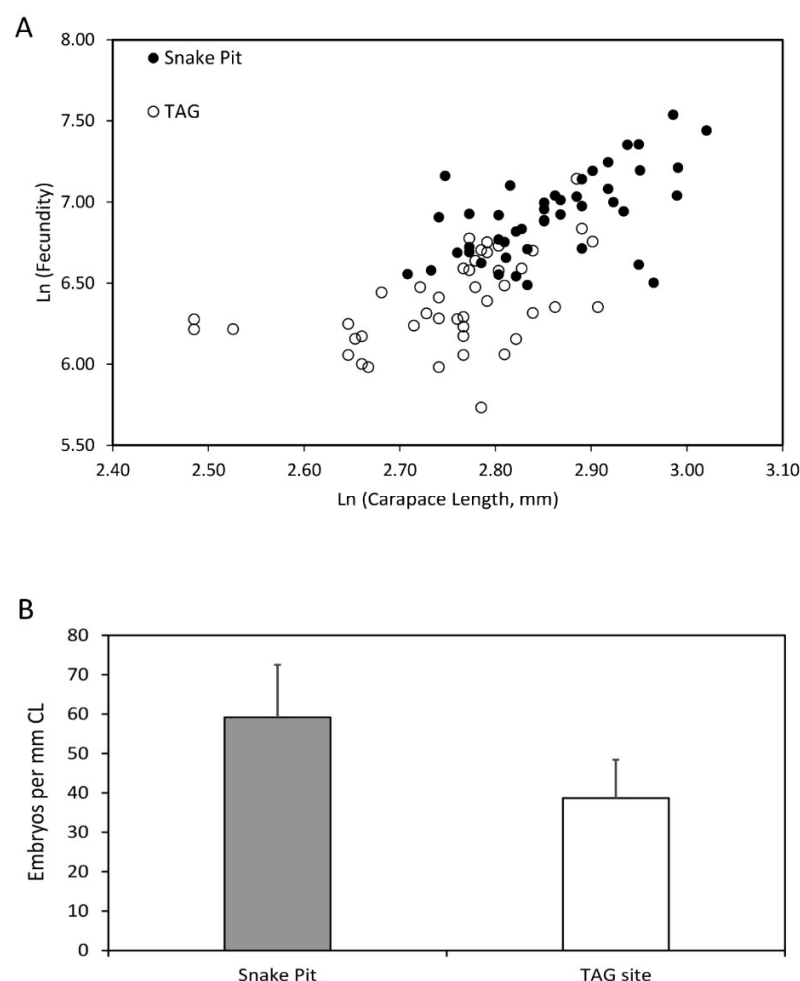 A
8.00
Snake Pit
7.50
TAG
7.00
Ln (Fecundity)
6.50
6.00
5.50
2.40 2.50 2.60 2.70 2.80 2.90 3.00 3.10
Ln (Carapace Length, mm)
B
80
70
60
50
Embryos per mm CL
40
30
20
10
0
Snake Pit TAG site